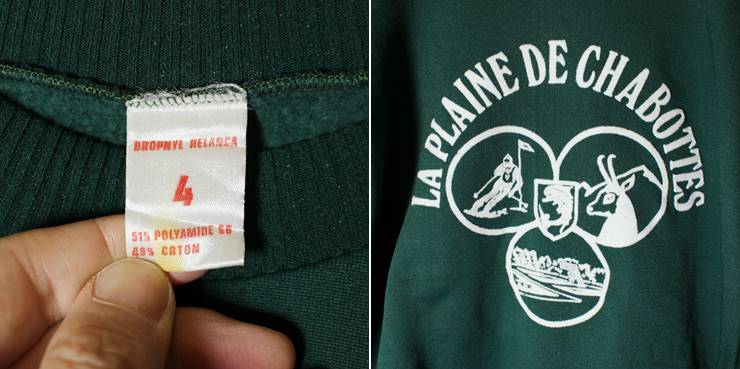 DROPNYL HELANCA
4
51% POLYAMIDE 66
49% COTON
LA PLAINE DE CHABOTTES